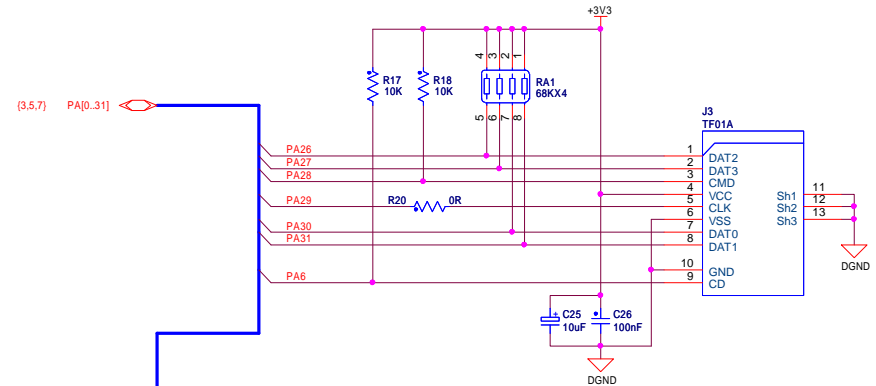 +3V3
4 3 2 1
R17
10K
R18
10K
RA1
68KX4
5 6 7 8
{3,5,7} PA[0..31]
J3
TF01A
PA26 1 DAT2
PA27 2 DAT3
PA28 3 CMD
4 VCC Sh1 11
PA29 R20 0R 5 CLK Sh2 12
6 VSS Sh3 13
PA30 7 DAT0
PA31 8 DAT1
10 GND
PA6 9 CD
DGND
+ C25
10uF
C26
100nF
DGND